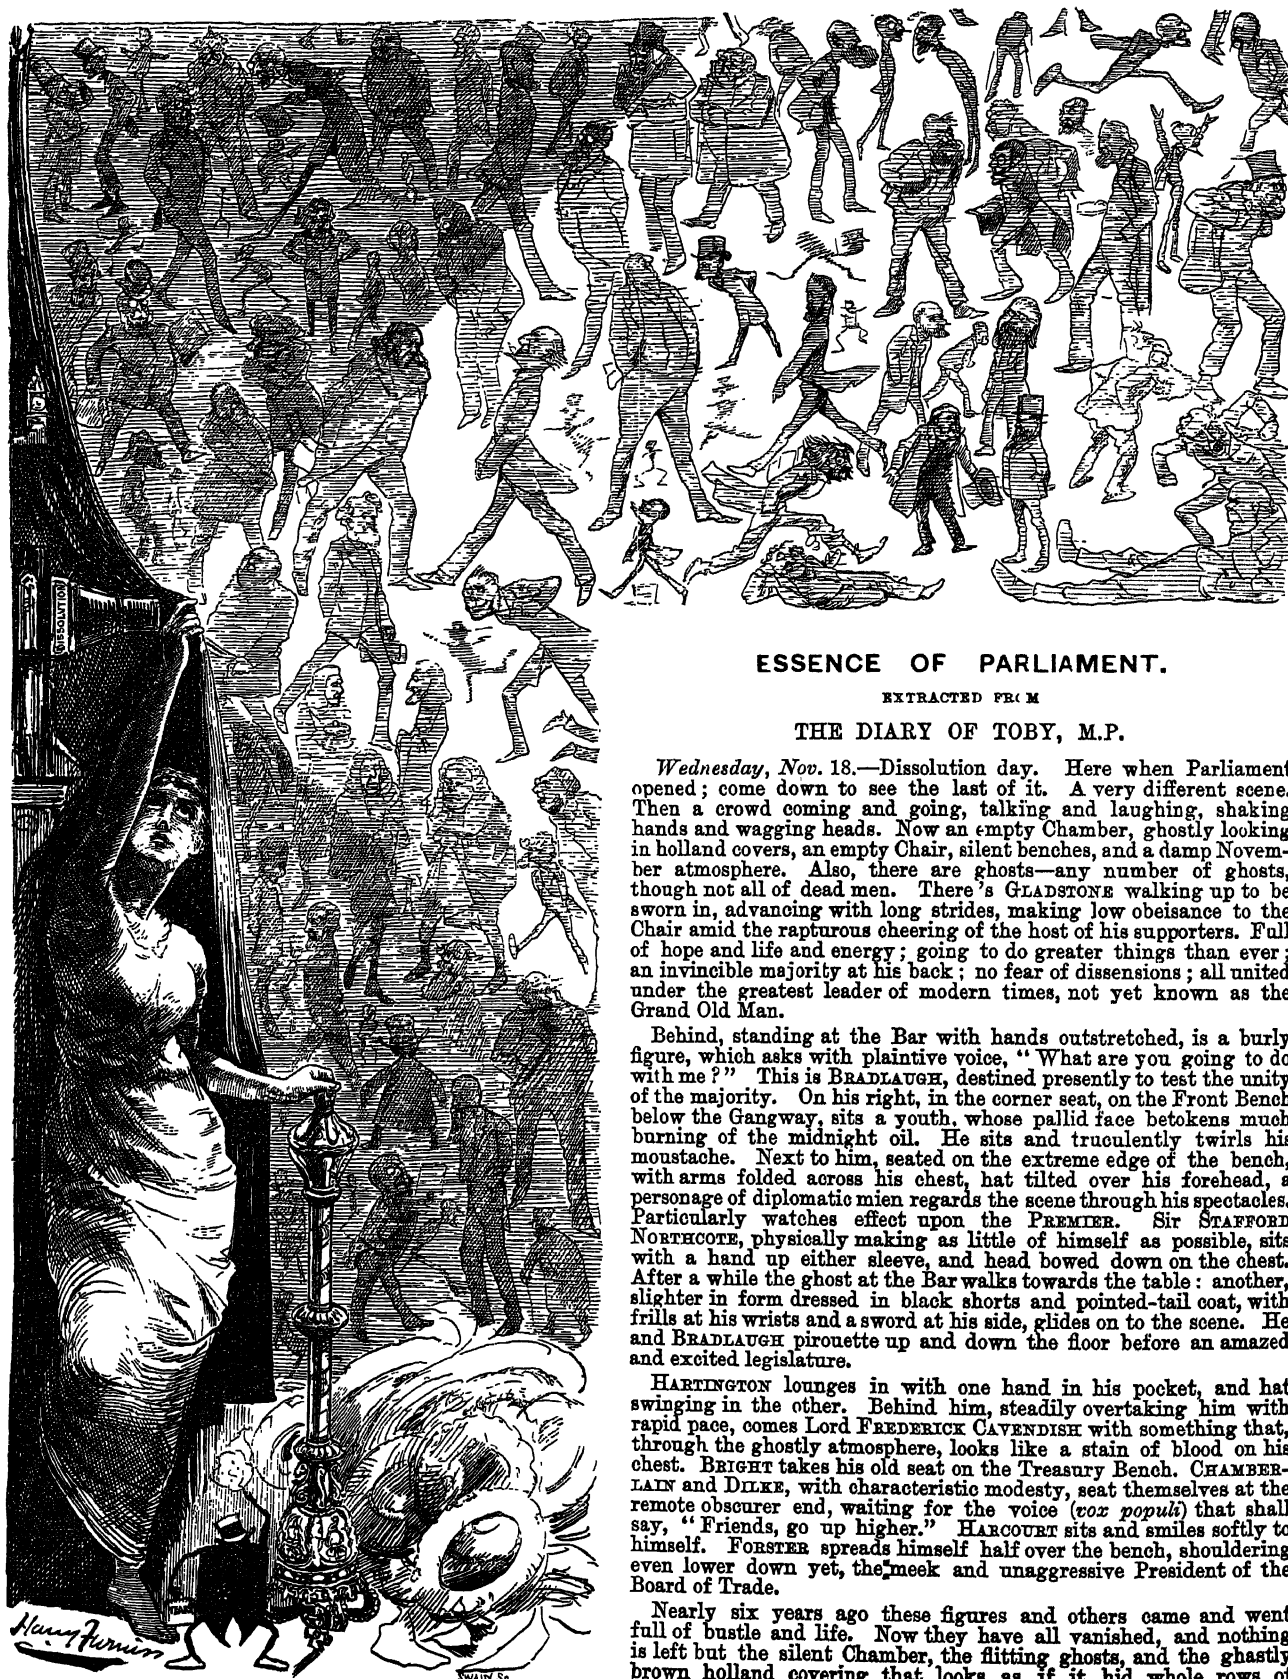 DISSOLUTION
ESSENCE OF PARLIAMENT.
EXTRACTED FROM
THE DIARY OF TOBY, M.P.
Wednesday, Nov. 18.—Dissolution day. Here when Parliament
opened; come down to see the last of it. A very different scene.
Then a crowd coming and going, talking and laughing, shaking
hands and wagging heads. Now an empty Chamber, ghostly looking
in holland covers, an empty Chair, silent benches, and a damp Novem-
ber atmosphere. Also, there are ghosts—any number of ghosts,
though not all of dead men. There's GLADSTONE walking up to be
sworn in, advancing with long strides, making low obeisance to the
Chair amid the rapturous cheering of the host of his supporters. Full
of hope and life and energy; going to do greater things than ever;
an invincible majority at his back; no fear of dissensions; all united
under the greatest leader of modern times, not yet known as the
Grand Old Man.
Behind, standing at the Bar with hands outstretched, is a burly
figure, which asks with plaintive voice, "What are you going to do
with me?" This is BRADLAUGH, destined presently to test the unity
of the majority. On his right, in the corner seat, on the Front Bench
below the Gangway, sits a youth, whose pallid face betokens much
burning of the midnight oil. He sits and truculently twirls his
moustache. Next to him, seated on the extreme edge of the bench,
with arms folded across his chest, hat tilted over his forehead, a
personage of diplomatic mien regards the scene through his spectacles.
Particularly watches effect upon the PREMIER. Sir STAFFORD
NORTHCOTE, physically making as little of himself as possible, sits
with a hand up either sleeve, and head bowed down on the chest.
After a while the ghost at the Bar walks towards the table: another,
slighter in form dressed in black shorts and pointed-tail coat, with
frills at his wrists and a sword at his side, glides on to the scene. He
and BRADLAUGH pirouette up and down the floor before an amazed
and excited legislature.
HARTINGTON lounges in with one hand in his pocket, and hat
swinging in the other. Behind him, steadily overtaking him with
rapid pace, comes Lord FREDERICK CAVENDISH with something that,
through the ghostly atmosphere, looks like a stain of blood on his
chest. BRIGHT takes his old seat on the Treasury Bench. CHAMBER-
LAIN and DILKE, with characteristic modesty, seat themselves at the
remote obscurer end, waiting for the voice (vox populi) that shall
say, "Friends, go up higher." HARCOURT sits and smiles softly to
himself. FORSTER spreads himself half over the bench, shouldering
even lower down yet, the meek and unaggressive President of the
Board of Trade.
Nearly six years ago these figures and others came and went
full of bustle and life. Now they have all vanished, and nothing
is left but the silent Chamber, the flitting ghosts, and the ghastly
brown holland covering that looks as if it hid whole rows of
Harry Furniss
SWAIN Sc